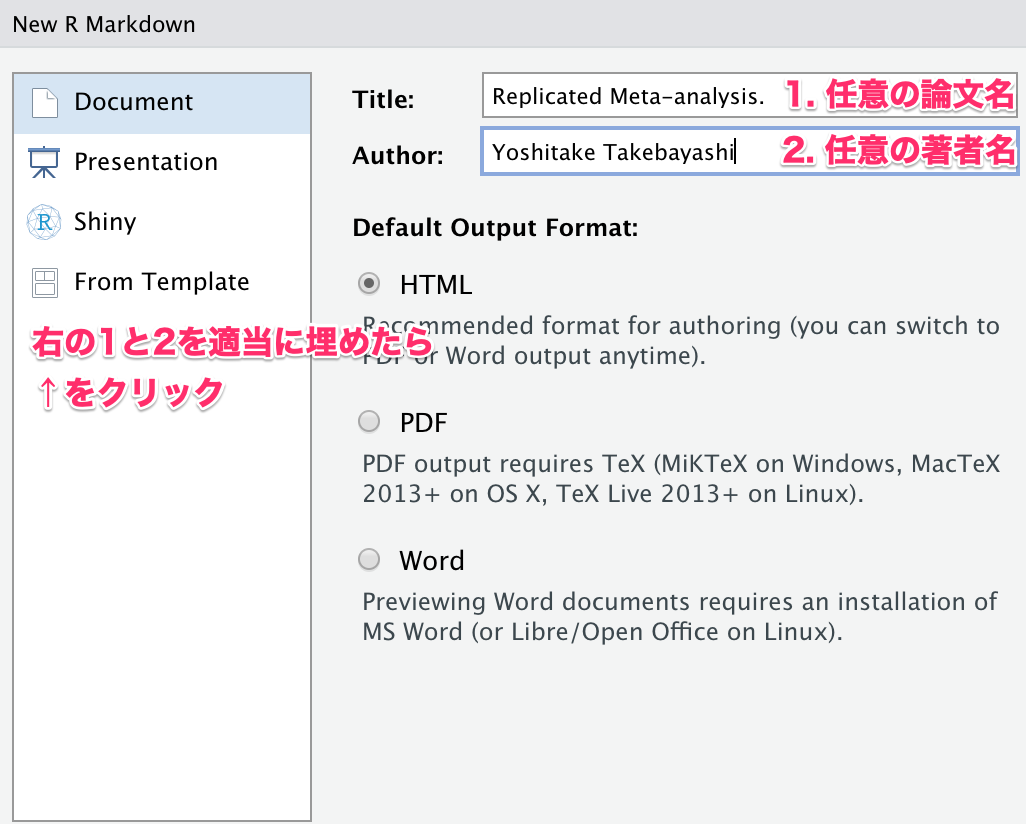 New R Markdown
Document
Presentation
Shiny
From Template
右の1と2を適当に埋めたら
↑をクリック
Title:
Replicated Meta-analysis.
1. 任意の論文名
Author:
Yoshitake Takebayashi
2. 任意の著者名
Default Output Format:
HTML
Recommended format for authoring (you can switch to
PDF or Word output anytime).
PDF
PDF output requires TeX (MiKTeX on Windows, MacTeX
2013+ on OS X, TeX Live 2013+ on Linux).
Word
Previewing Word documents requires an installation of
MS Word (or Libre/Open Office on Linux).